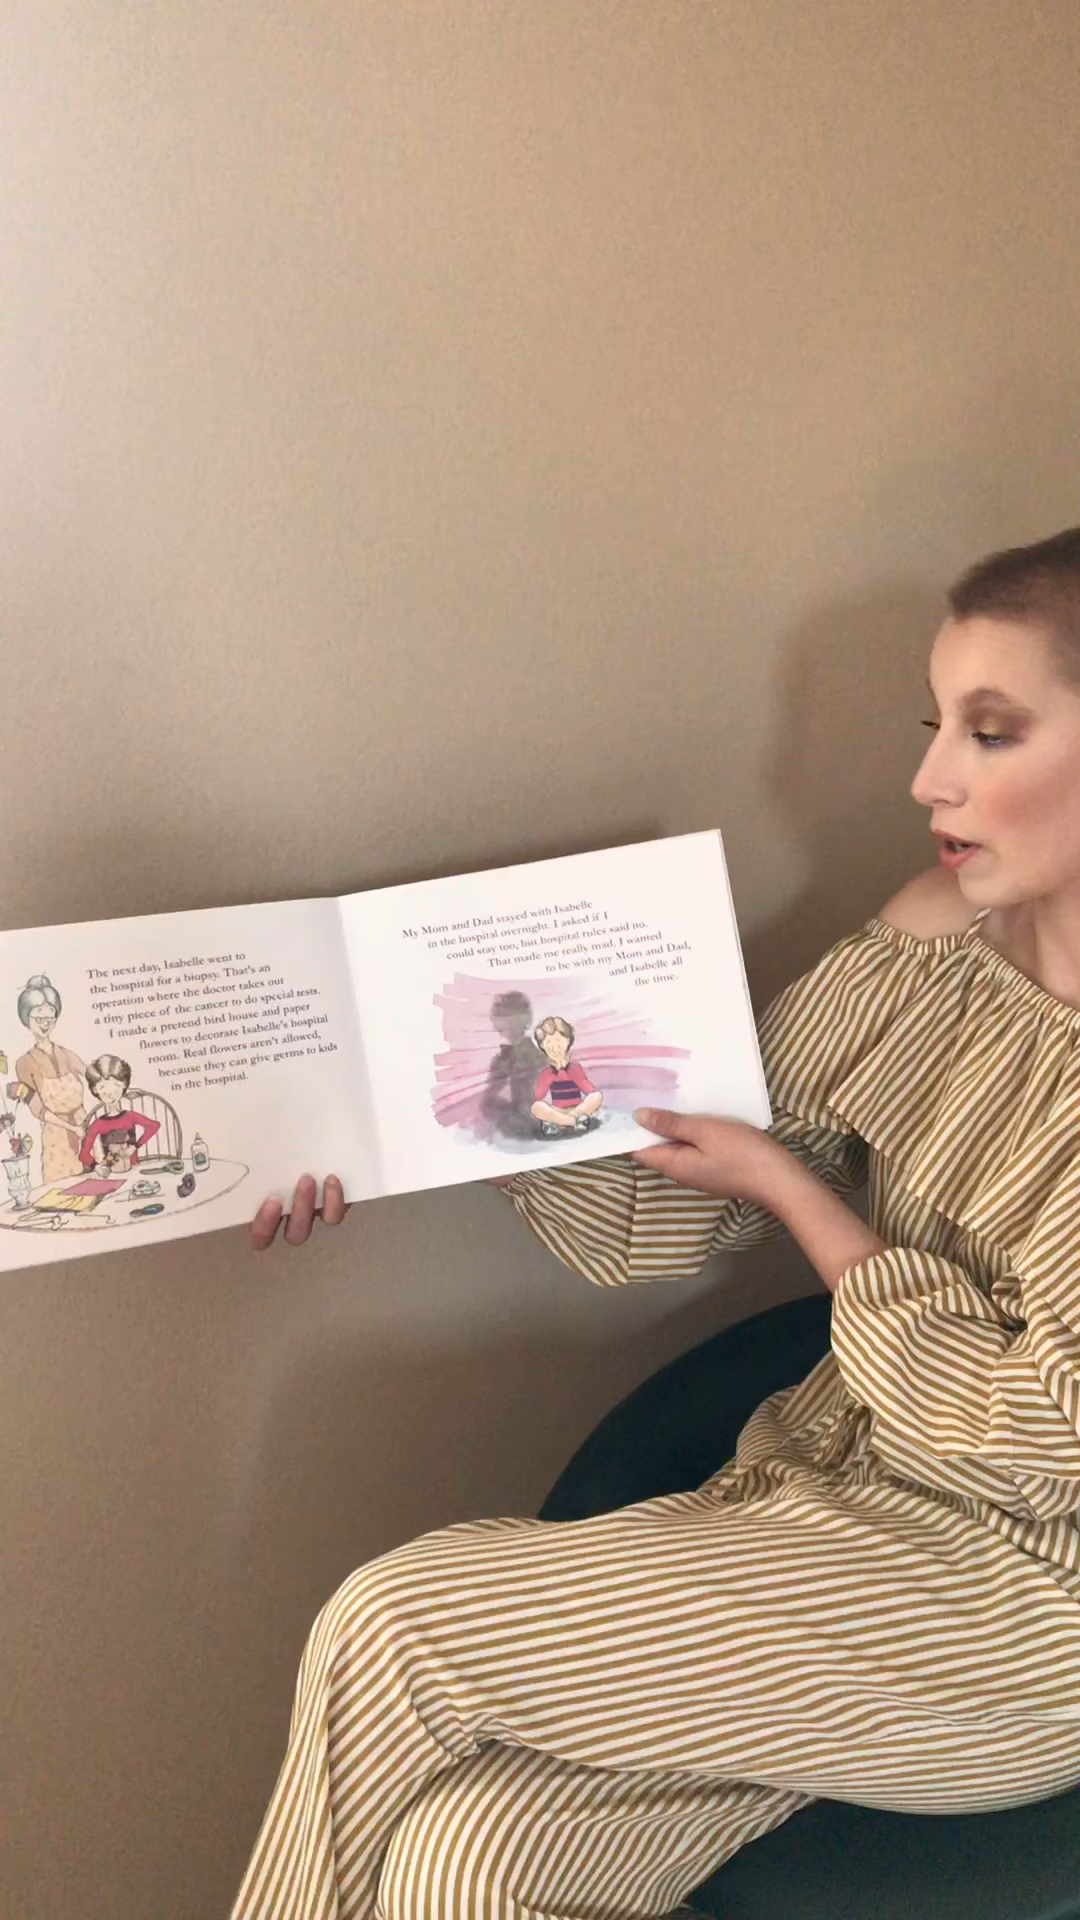 The next day, Isabelle went to
the hospital for a biopsy. That's an
operation where the doctor takes out
a tiny piece of the cancer to do special tests.
I made a pretend bird house and paper
flowers to decorate Isabelle's hospital
room. Real flowers aren't allowed,
because they can give germs to kids
in the hospital.
My Mom and Dad stayed with Isabelle
in the hospital overnight. I asked if I
could stay too, but hospital rules said no.
That made me really mad. I wanted
to be with my Mom and Dad,
and Isabelle all
the time.